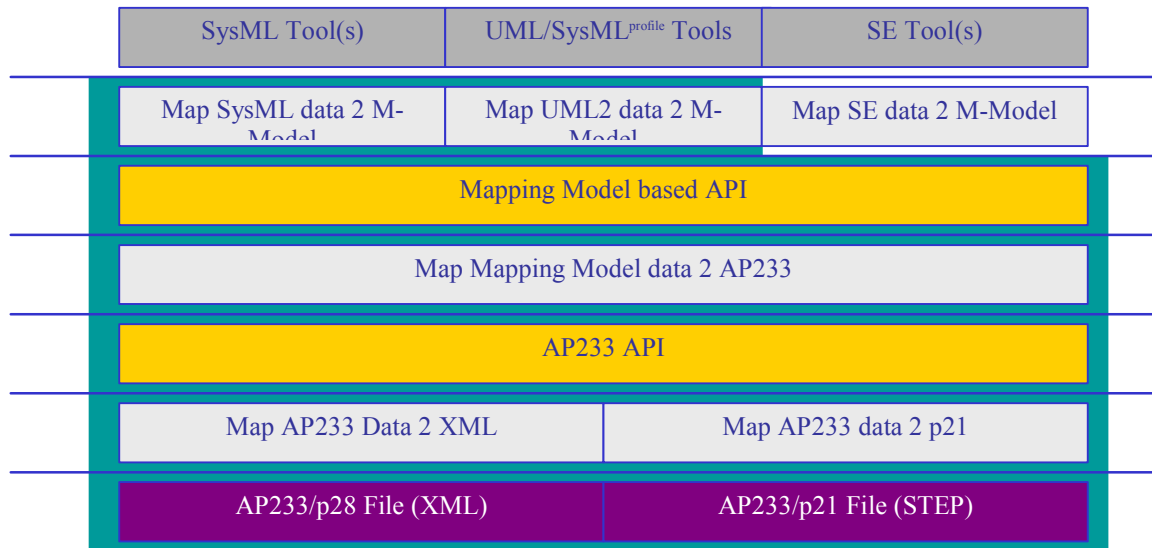 SysML Tool(s)
UML/SysMLprofile Tools
SE Tool(s)
Map SysML data 2 M-
Model
Map UML2 data 2 M-
Model
Map SE data 2 M-Model
Mapping Model based API
Map Mapping Model data 2 AP233
AP233 API
Map AP233 Data 2 XML
Map AP233 data 2 p21
AP233/p28 File (XML)
AP233/p21 File (STEP)